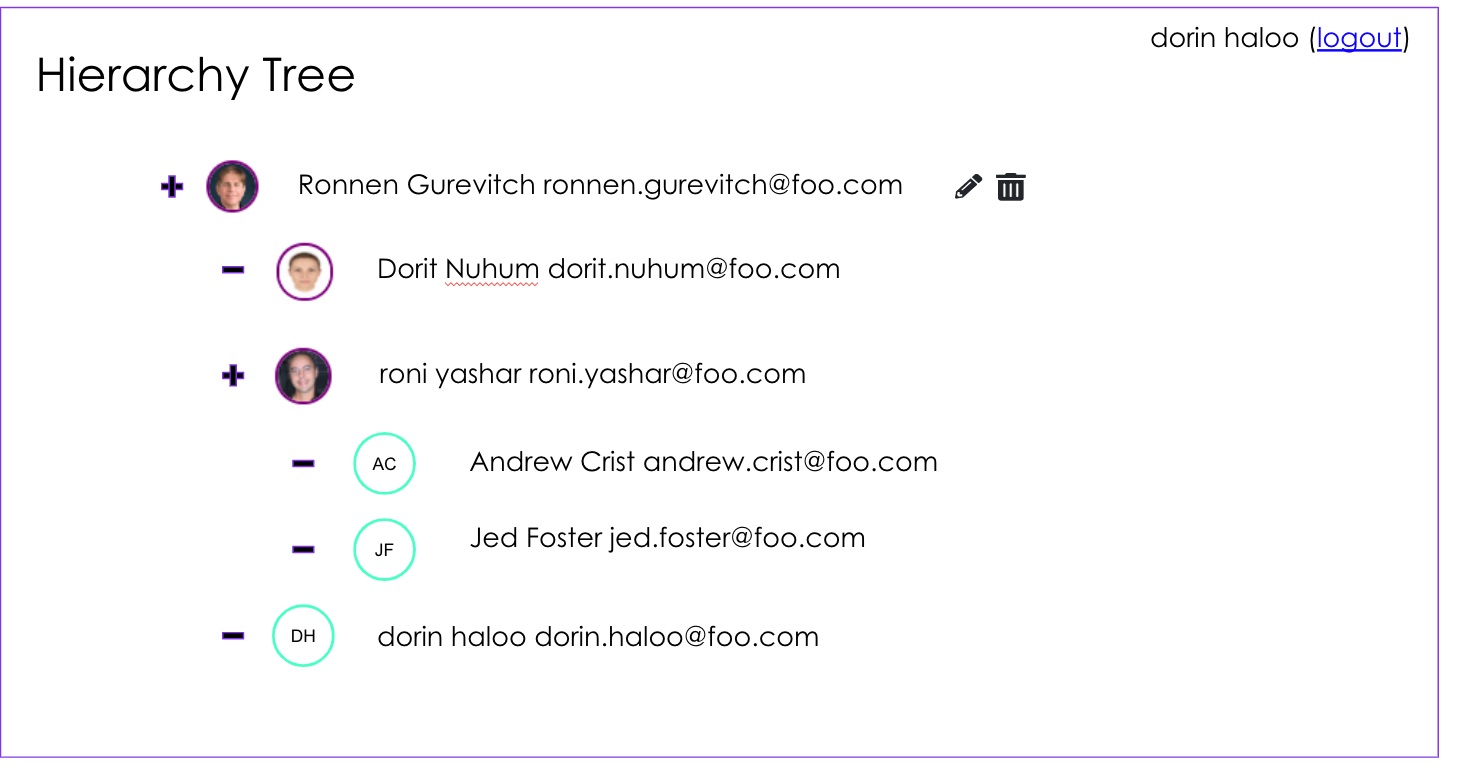 dorin haloo (logout)
Hierarchy Tree
Ronnen Gurevitch ronnen.gurevitch@foo.com
Dorit Nuhum dorit.nuhum@foo.com
roni yashar roni.yashar@foo.com
AC Andrew Crist andrew.crist@foo.com
JF Jed Foster jed.foster@foo.com
DH dorin haloo dorin.haloo@foo.com